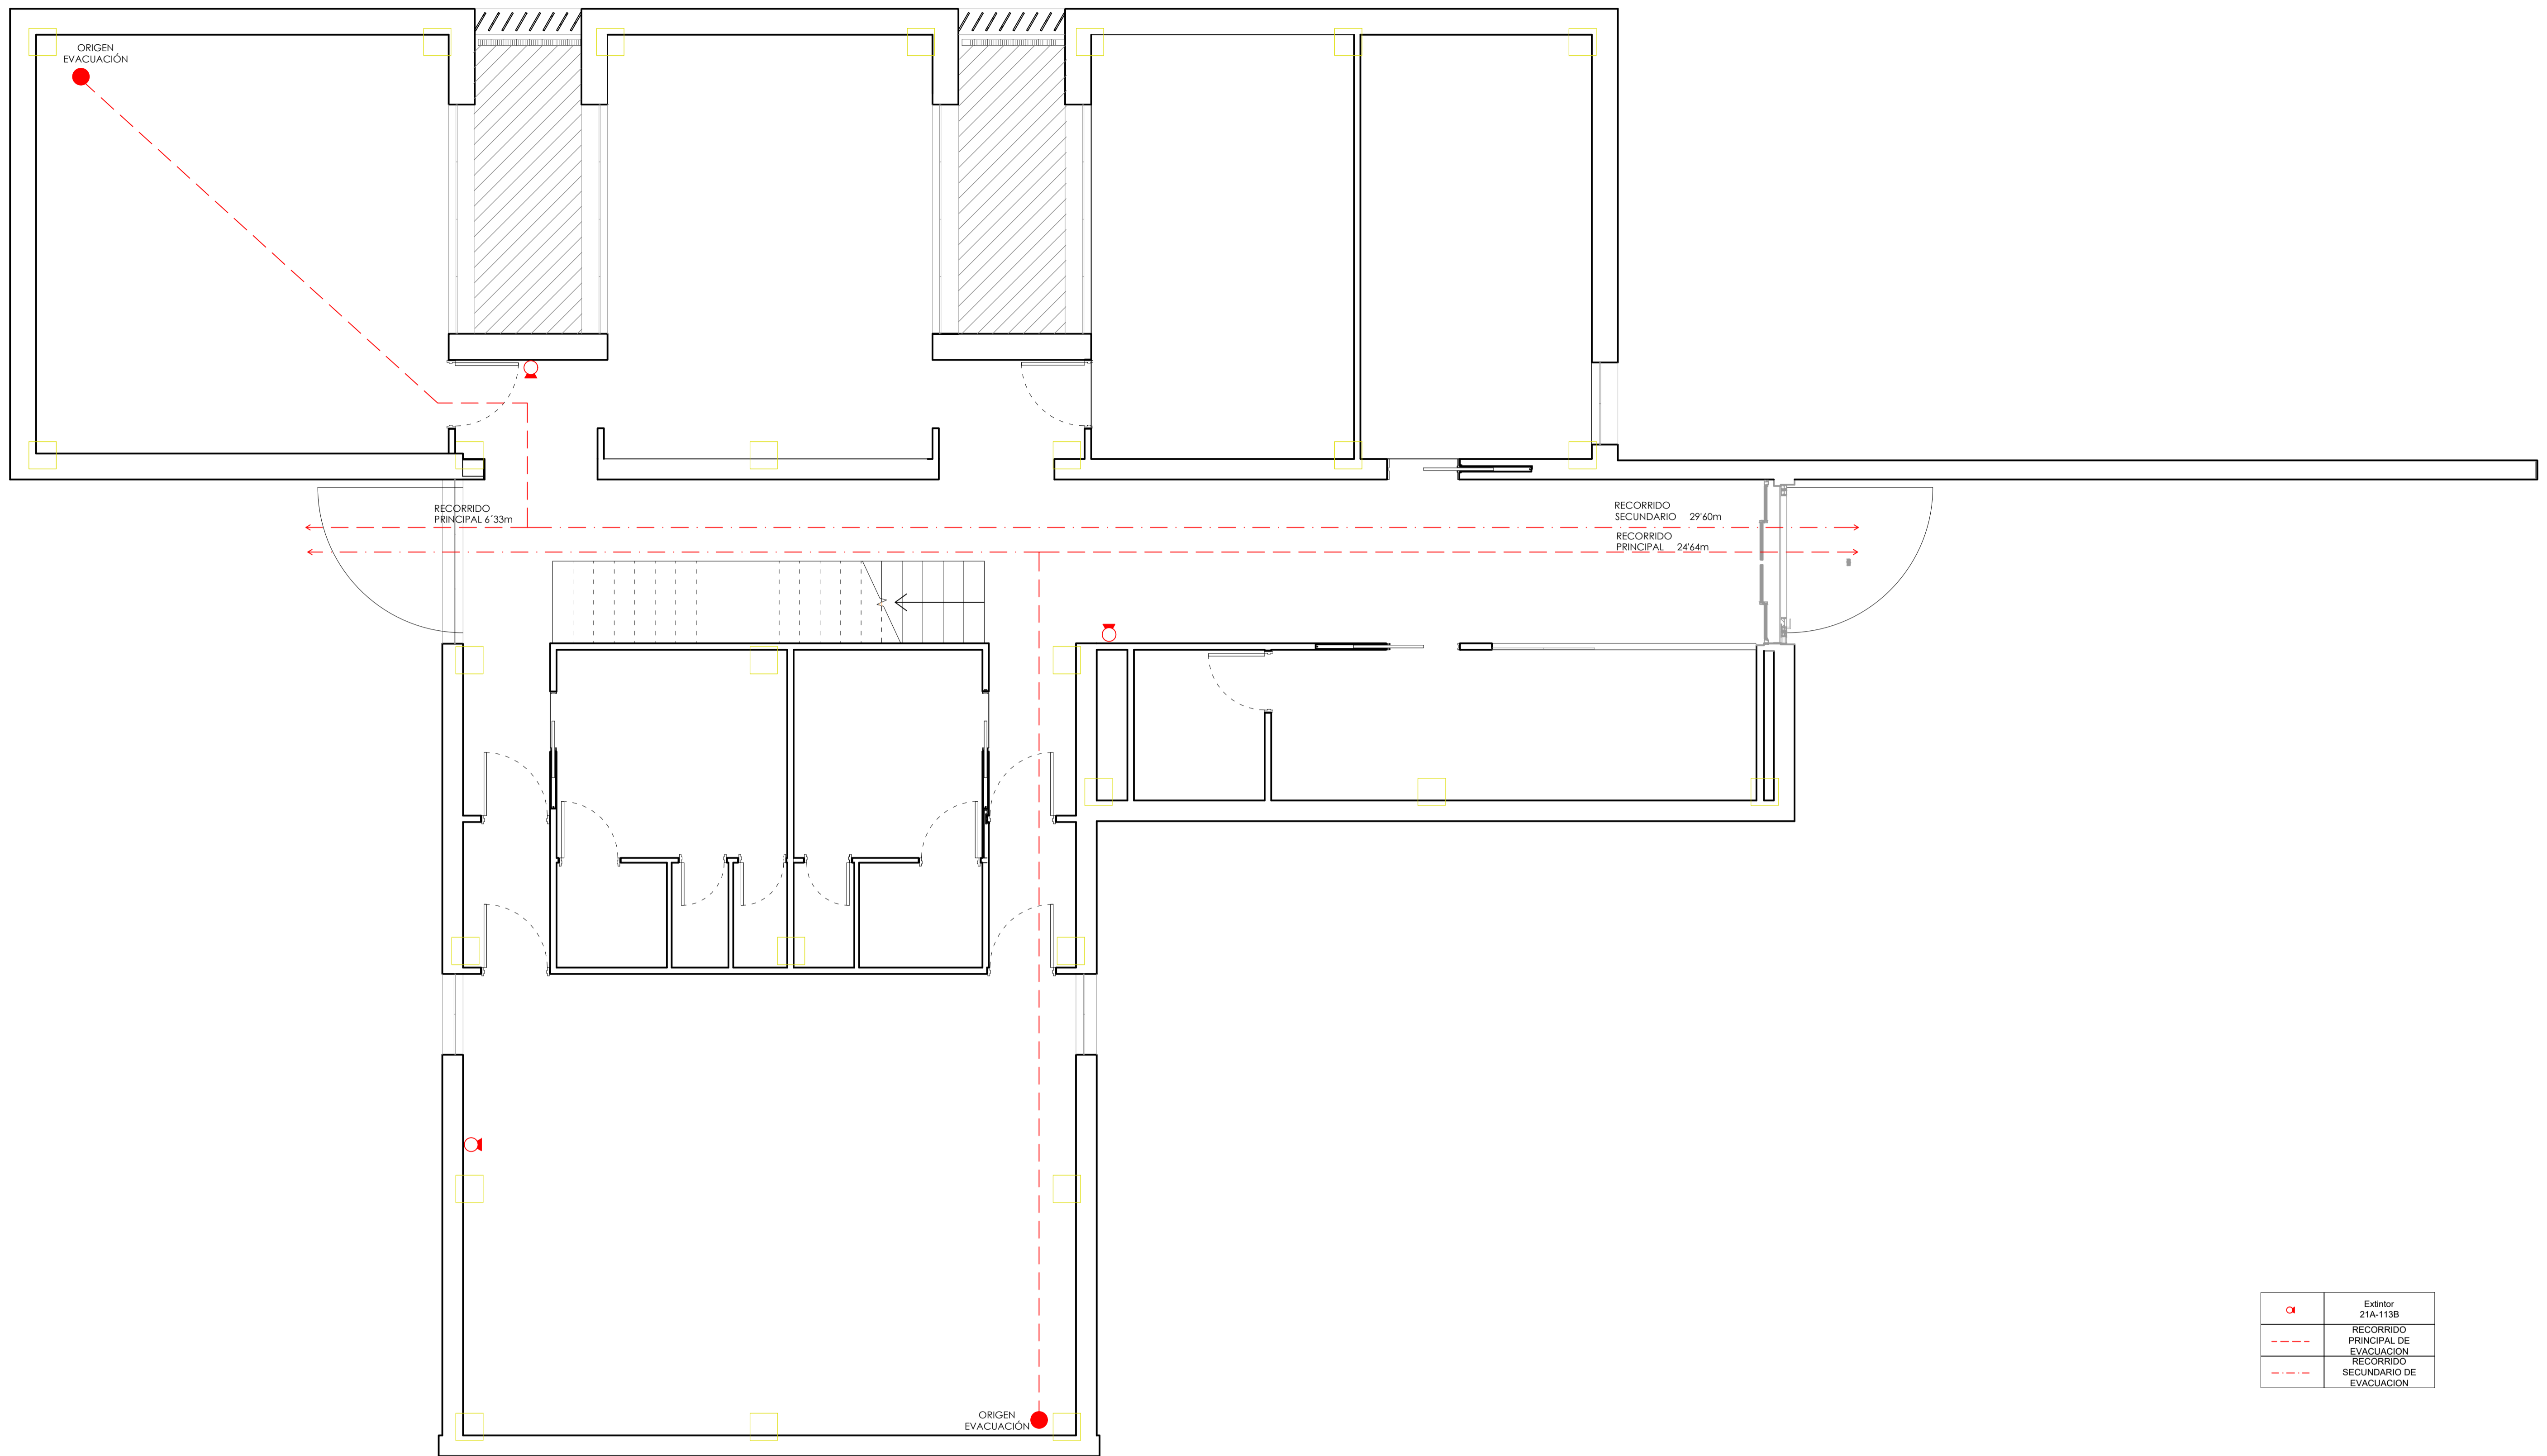 ORIGEN
EVACUACIÓN
RECORRIDO
PRINCIPAL 6´33m
RECORRIDO
SECUNDARIO 29'60m
RECORRIDO
PRINCIPAL 24'64m
ORIGEN
EVACUACIÓN
Extintor
21A-113B
RECORRIDO
PRINCIPAL DE
EVACUACION
RECORRIDO
SECUNDARIO DE
EVACUACION